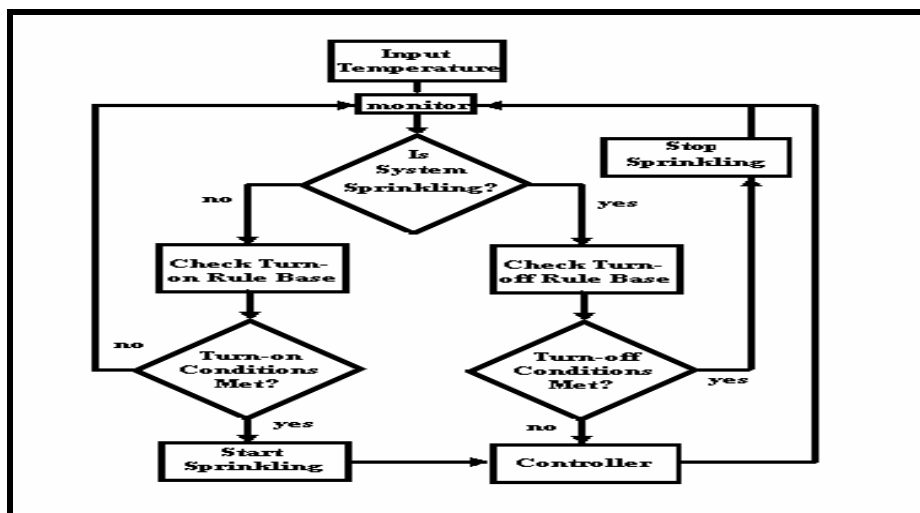 Input
Temperature
monitor
Is
System
Sprinkling?
no
yes
Stop
Sprinkling
Check Turn-
on Rule Base
Check Turn-
off Rule Base
no
Turn-on
Conditions
Met?
Turn-off
Conditions
Met?
yes
yes
no
Start
Sprinkling
Controller